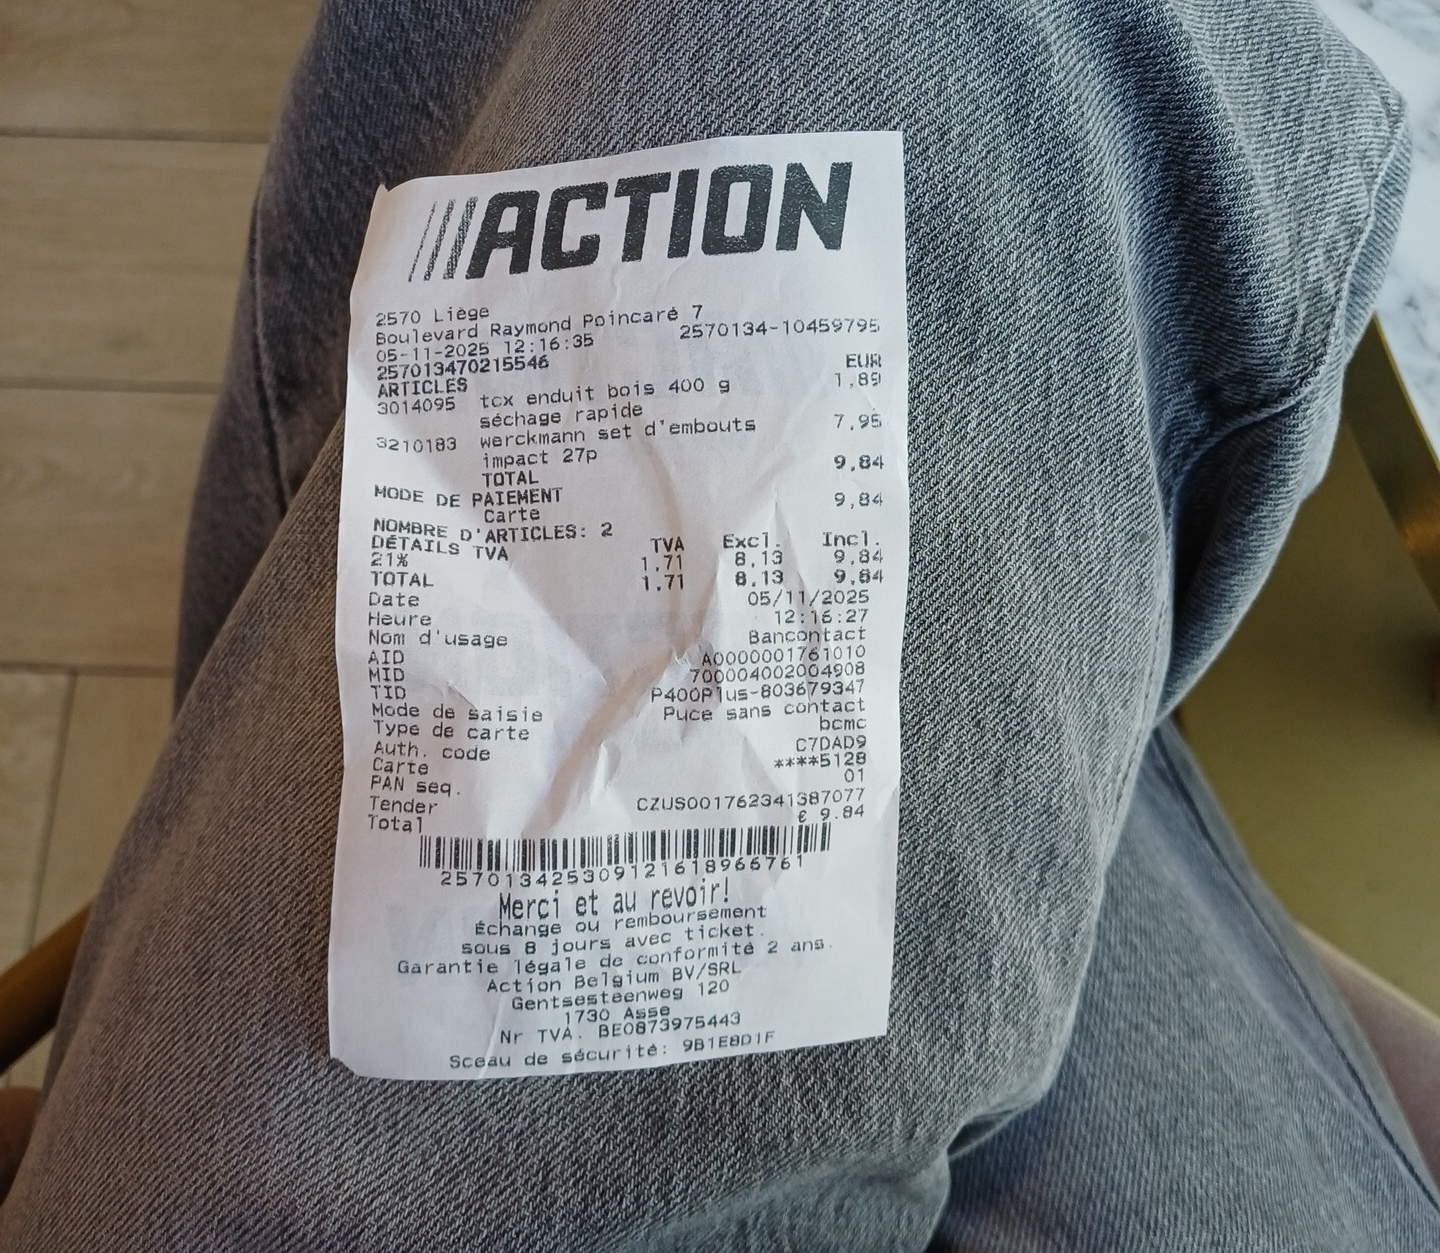 ACTION
2570 Liège
Boulevard Raymond Poincaré 7
05-11-2025 12:16:35 2570134-10459795
257013470215546
ARTICLES EUR
3014095 tcx enduit bois 400 g 1,89
séchage rapide
3210183 werckmann set d'embouts 7,95
impact 27p
TOTAL 9,84
MODE DE PAIEMENT
Carte 9,84
NOMBRE D'ARTICLES: 2
DÉTAILS TVA TVA Excl. Incl.
21% 1,71 8,13 9,84
TOTAL 1,71 8,13 9,84
Date 05/11/2025
Heure 12:16:27
Nom d'usage Bancontact
AID A0000001761010
MID 700004002004908
TID P400Plus-803679347
Mode de saisie Puce sans contact
Type de carte bcmc
Auth. code C7DAD9
Carte ****5128
PAN seq. 01
Tender CZUS001762341387077
Total € 9.84
257013425309121618966761
Merci et au revoir!
Échange ou remboursement
sous 8 jours avec ticket.
Garantie légale de conformité 2 ans.
Action Belgium BV/SRL
Gentsesteenweg 120
1730 Asse
Nr TVA. BE0873975443
Sceau de sécurité: 9B1E8D1F